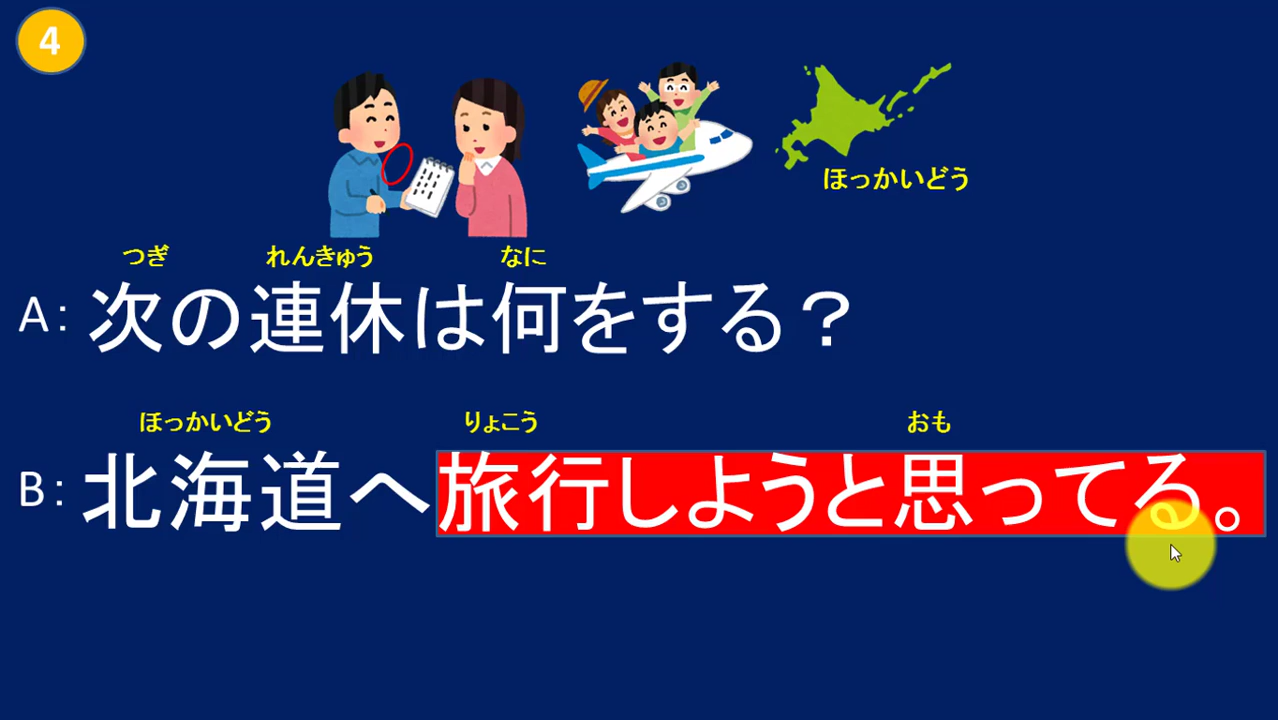 4
ほっかいどう
つぎ れんきゅう なに
A: 次の連休は何をする？
ほっかいどう りょこう おも
B: 北海道へ旅行しようと思ってる。